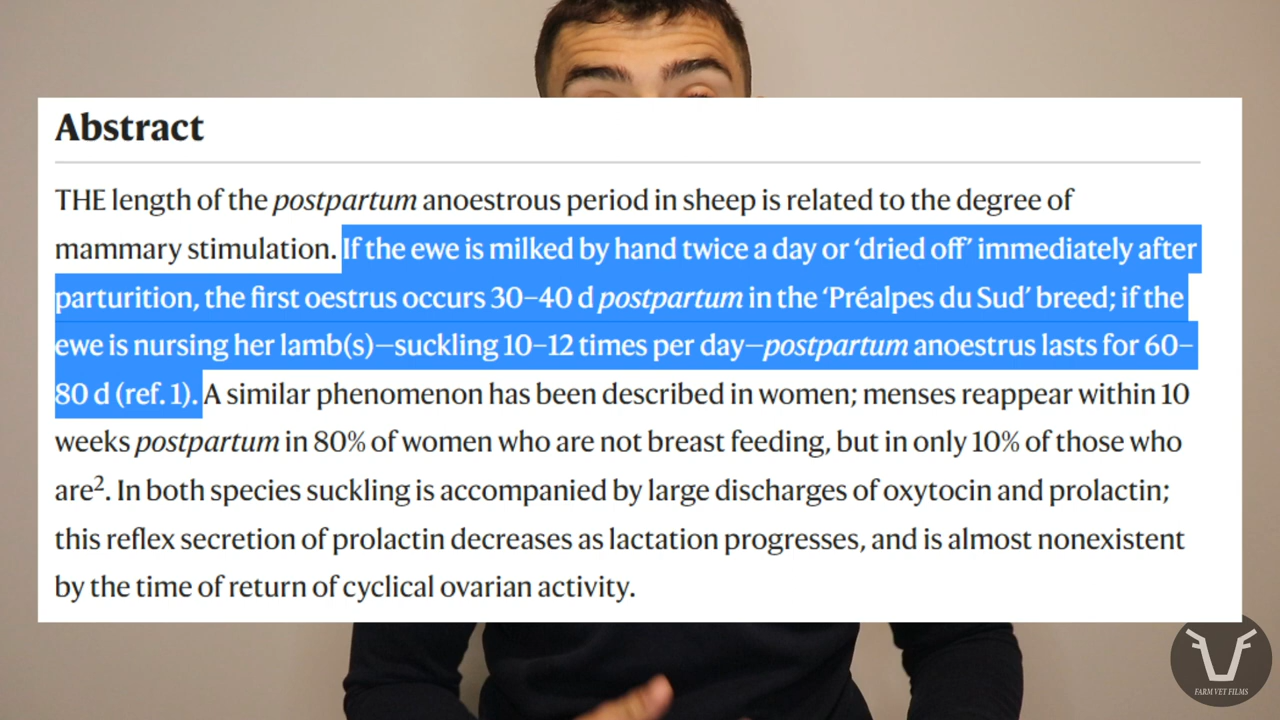 Abstract
THE length of the postpartum anoestrous period in sheep is related to the degree of
mammary stimulation. If the ewe is milked by hand twice a day or ‘dried off’ immediately after
parturition, the first oestrus occurs 30–40 d postpartum in the ‘Préalpes du Sud’ breed; if the
ewe is nursing her lamb(s)—suckling 10–12 times per day—postpartum anoestrus lasts for 60–
80 d (ref. 1). A similar phenomenon has been described in women; menses reappear within 10
weeks postpartum in 80% of women who are not breast feeding, but in only 10% of those who
are². In both species suckling is accompanied by large discharges of oxytocin and prolactin;
this reflex secretion of prolactin decreases as lactation progresses, and is almost nonexistent
by the time of return of cyclical ovarian activity.
FARM VET FILMS